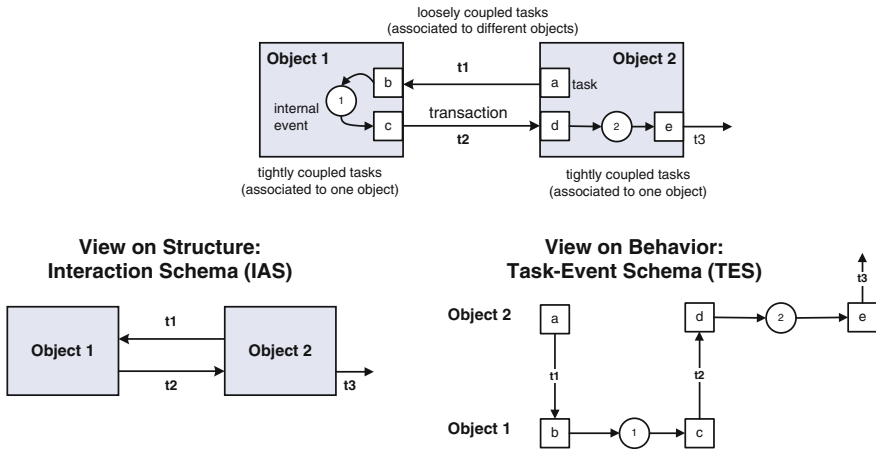 loosely coupled tasks
(associated to different objects)
Object 1
Object 2
t1
b
a
task
1
internal
event
transaction
c
d
2
e
t2
t3
tightly coupled tasks
(associated to one object)
tightly coupled tasks
(associated to one object)
View on Structure:
Interaction Schema (IAS)
t1
Object 1
Object 2
t2
t3
View on Behavior:
Task-Event Schema (TES)
t3
Object 2
a
d
2
e
t1
t2
Object 1
b
1
c